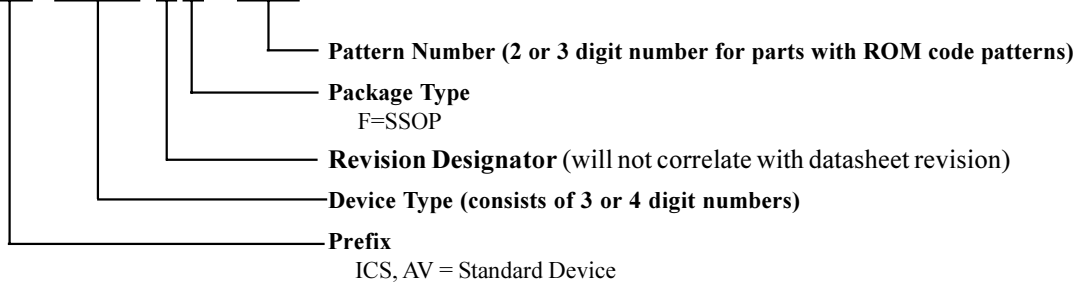 Pattern Number (2 or 3 digit number for parts with ROM code patterns)
Package Type
F=SSOP
Revision Designator (will not correlate with datasheet revision)
Device Type (consists of 3 or 4 digit numbers)
Prefix
ICS, AV = Standard Device